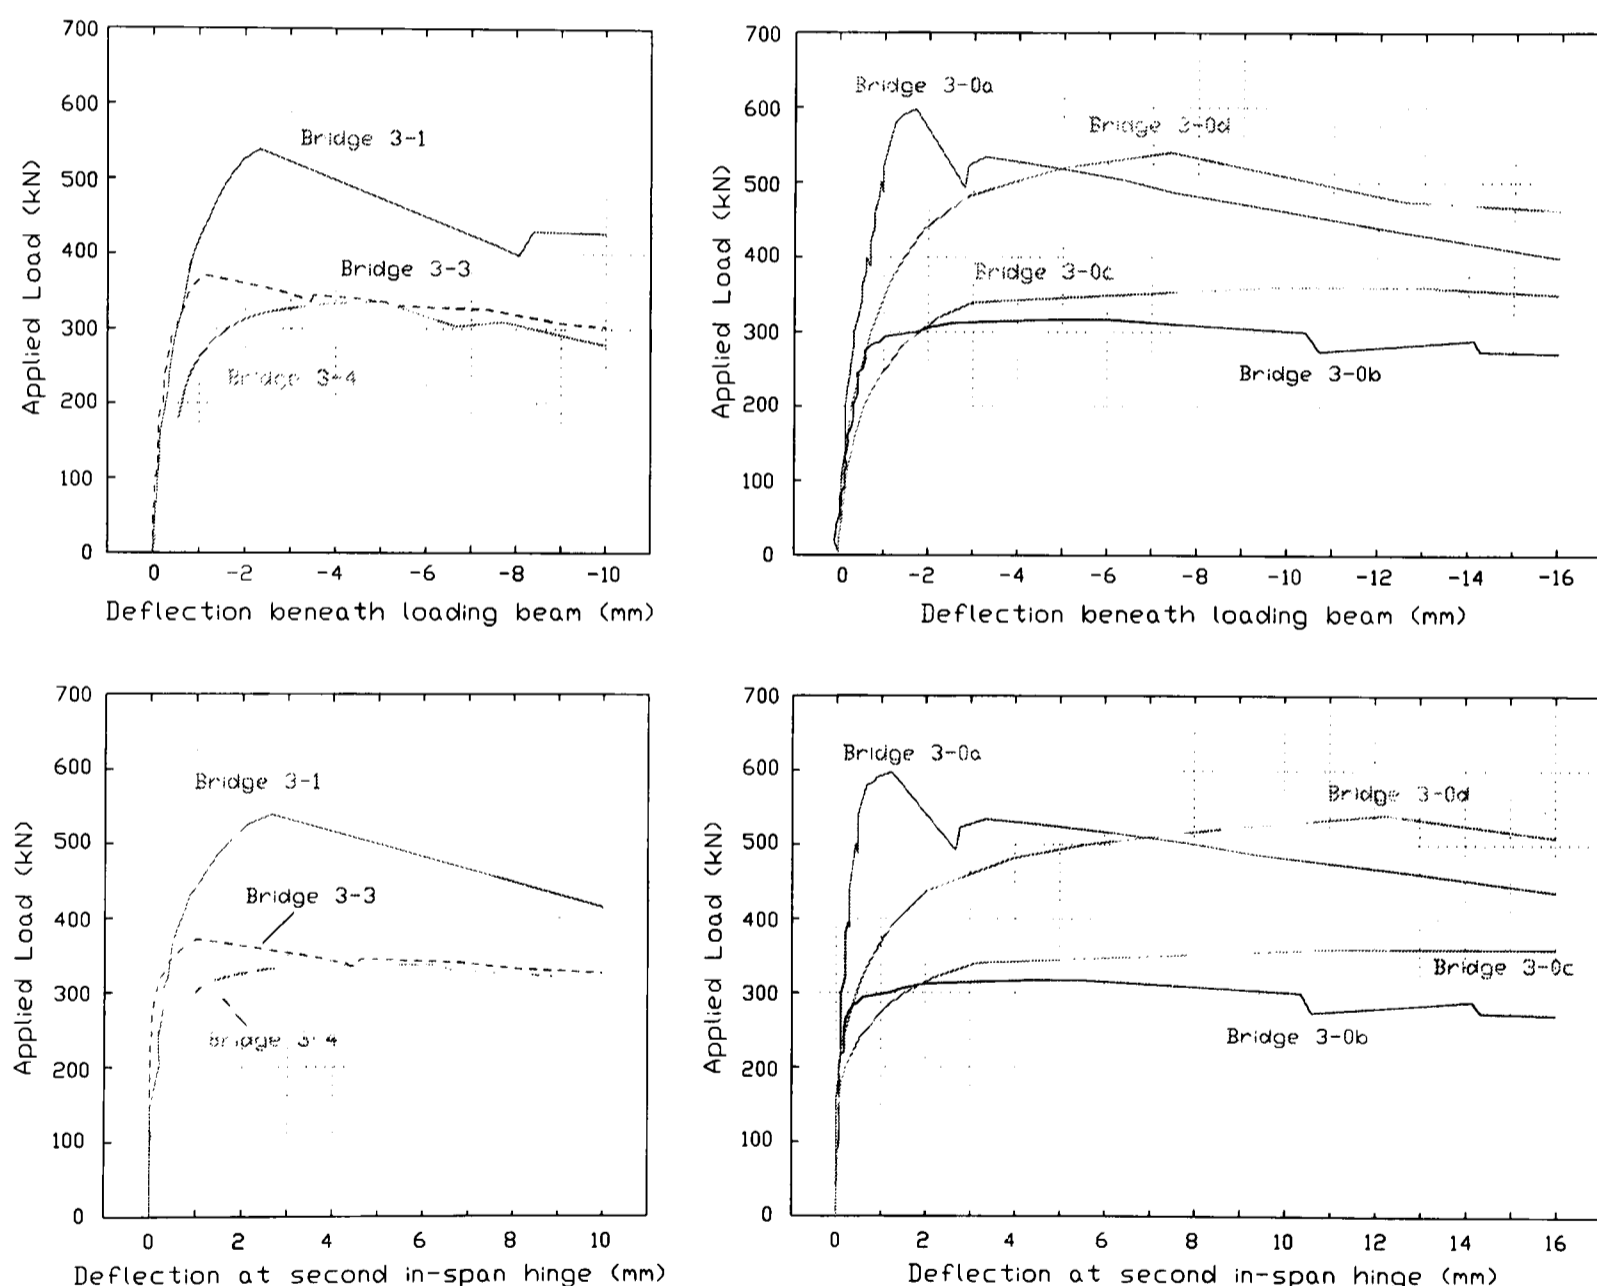 700
600
500
400
300
200
100
0
Applied Load (kN)
Bridge 3-1
Bridge 3-3
Bridge 3-4
0 -2 -4 -6 -8 -10
Deflection beneath loading beam (mm)
700
600
500
400
300
200
100
0
Applied Load (kN)
Bridge 3-0a
Bridge 3-0d
Bridge 3-0c
Bridge 3-0b
0 -2 -4 -6 -8 -10 -12 -14 -16
Deflection beneath loading beam (mm)
700
600
500
400
300
200
100
0
Applied Load (kN)
Bridge 3-1
Bridge 3-3
Bridge 3-4
0 2 4 6 8 10
Deflection at second in-span hinge (mm)
700
600
500
400
300
200
100
0
Applied Load (kN)
Bridge 3-0a
Bridge 3-0d
Bridge 3-0c
Bridge 3-0b
0 2 4 6 8 10 12 14 16
Deflection at second in-span hinge (mm)